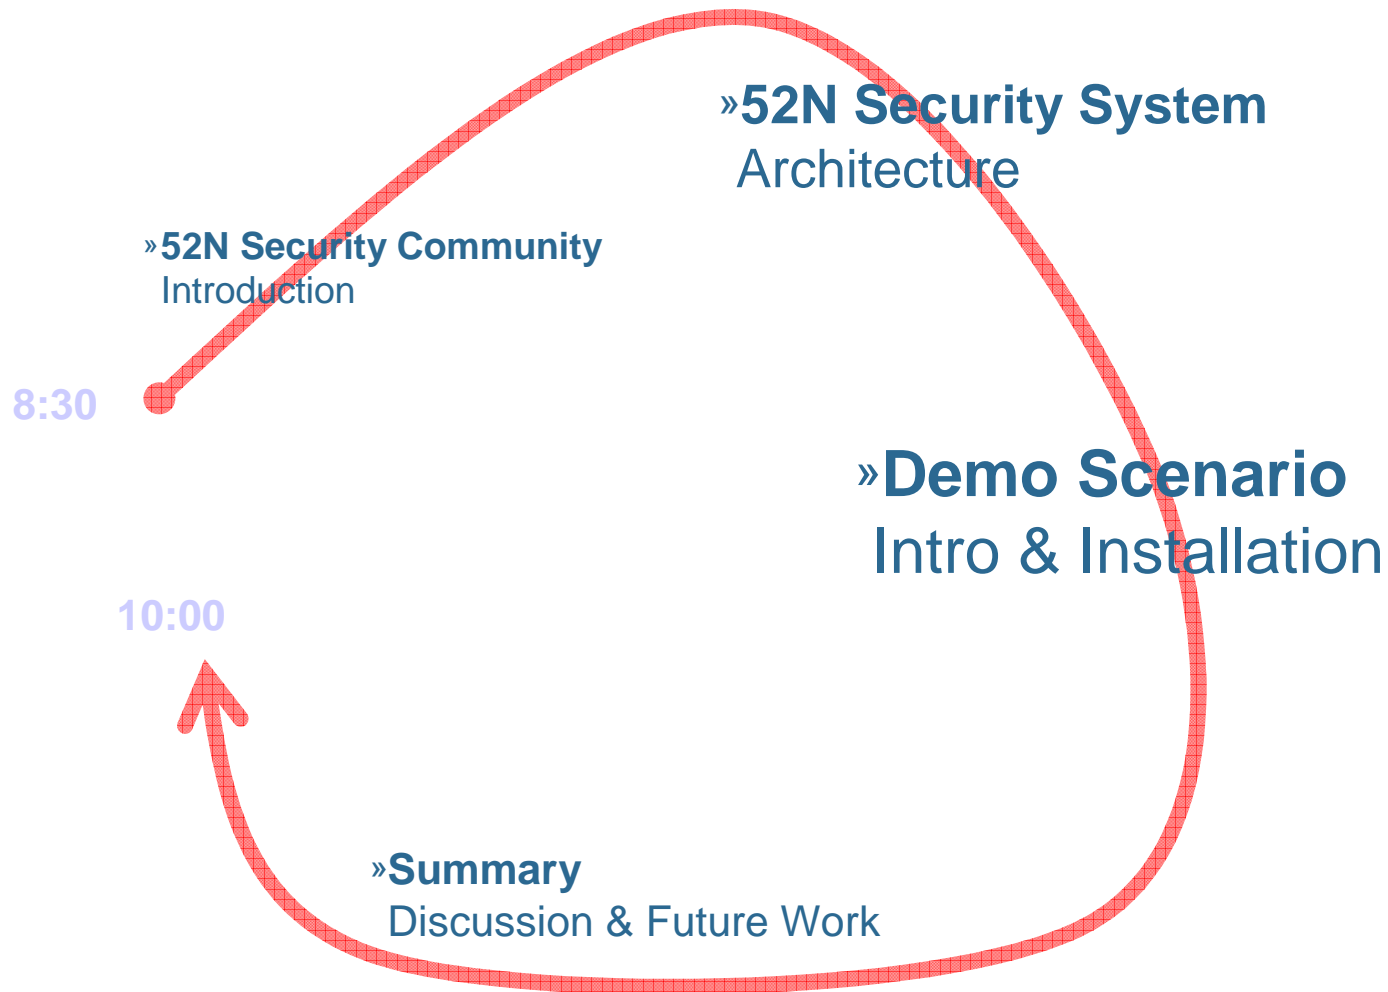 »52N Security System
Architecture
»52N Security Community
Introduction
8:30
»Demo Scenario
Intro & Installation
10:00
»Summary
Discussion & Future Work